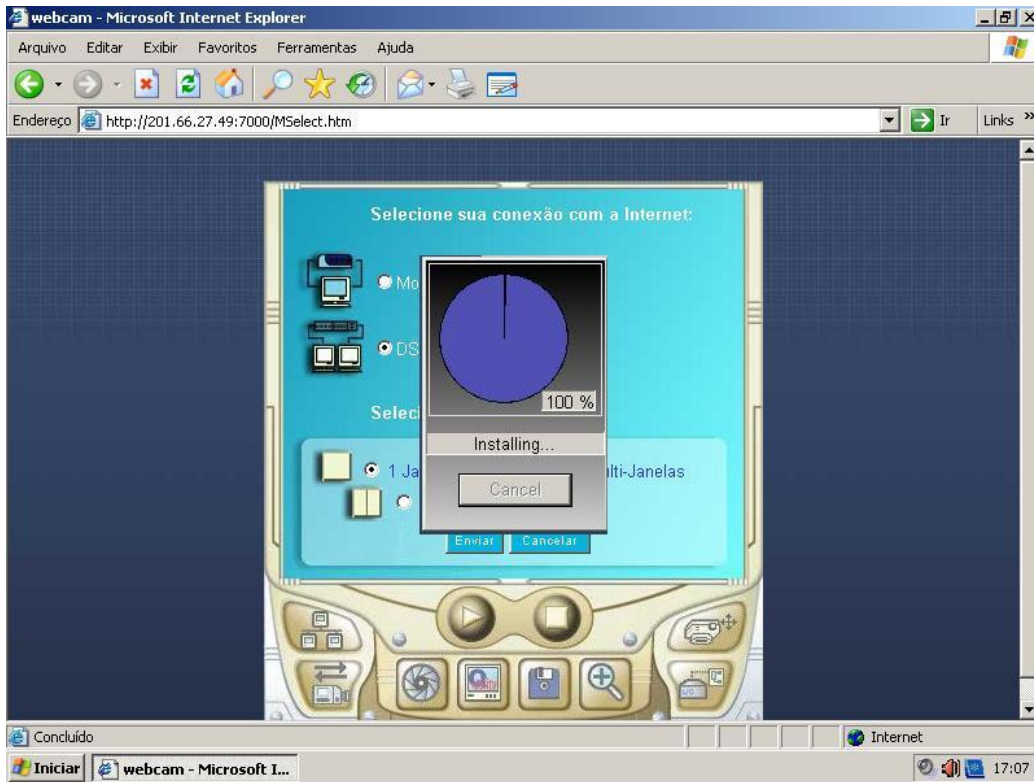 webcam - Microsoft Internet Explorer
Arquivo Editar Exibir Favoritos Ferramentas Ajuda
Endereço http://201.66.27.49:7000/MSelect.htm Ir Links »
Selecione sua conexão com a Internet:
Mo
DS
100 %
Seleci
Installing...
1 Ja lti-Janelas
Cancel
Enviar Cancelar
Concluído Internet
Iniciar webcam - Microsoft I... 17:07